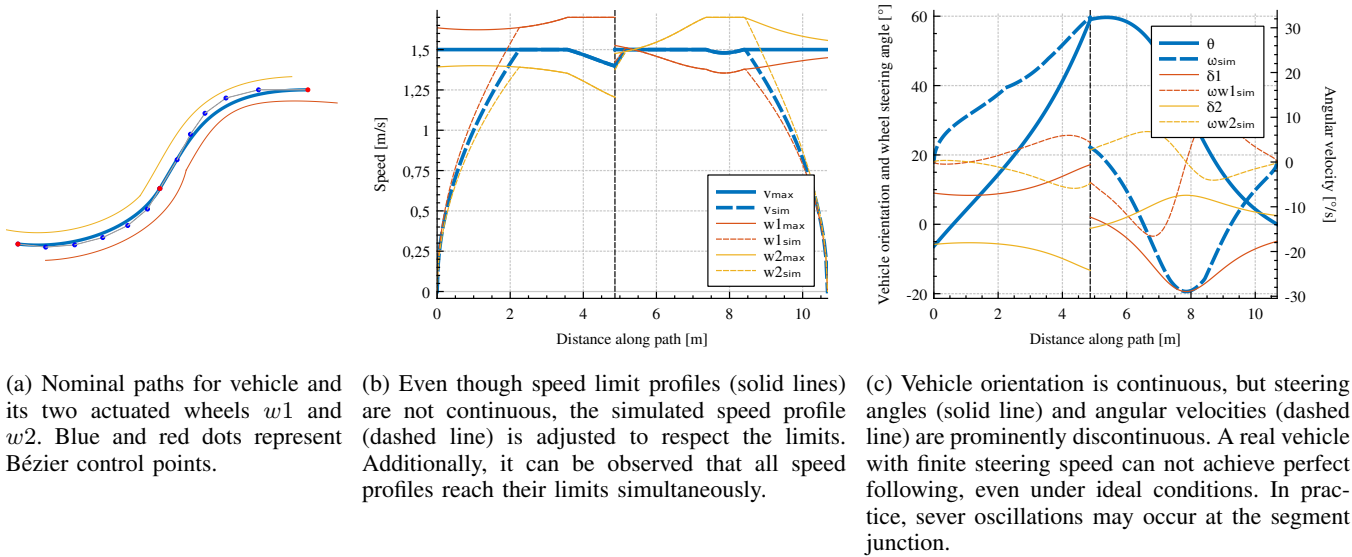 Speed [m/s]
1,5
1,25
1
0,75
0,5
0,25
0
0
2
4
6
8
10
Distance along path [m]
vmax
vsim
w1max
w1sim
w2max
w2sim
Vehicle orientation and wheel steering angle [°]
60
40
20
0
-20
0
2
4
6
8
10
Distance along path [m]
30
20
10
0
-10
-20
-30
Angular velocity [°/s]
θ
ωsim
δ1
ωw1sim
δ2
ωw2sim
(a) Nominal paths for vehicle and
its two actuated wheels w1 and
w2. Blue and red dots represent
Bézier control points.
(b) Even though speed limit profiles (solid lines)
are not continuous, the simulated speed profile
(dashed line) is adjusted to respect the limits.
Additionally, it can be observed that all speed
profiles reach their limits simultaneously.
(c) Vehicle orientation is continuous, but steering
angles (solid line) and angular velocities (dashed
line) are prominently discontinuous. A real vehicle
with finite steering speed can not achieve perfect
following, even under ideal conditions. In prac-
tice, sever oscillations may occur at the segment
junction.